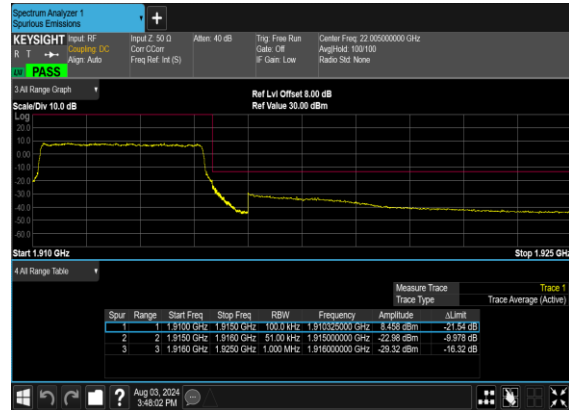 Spectrum Analyzer 1
Spurious Emissions
KEYSIGHT Input: RF Input Z: 50 Ω Atten: 40 dB Trig: Free Run Center Freq: 22.005000000 GHz
R T Coupling: DC Corr CCorr Gate: Off Avg|Hold: 100/100
Align: Auto Freq Ref: Int (S) IF Gain: Low Radio Std: None
LW PASS
3 All Range Graph
Ref Lvl Offset 8.00 dB
Scale/Div 10.0 dB Ref Value 30.00 dBm
Log
20.0
10.0
0.00
-10.0
-20.0
-30.0
-40.0
-50.0
-60.0
Start 1.910 GHz Stop 1.925 GHz
4 All Range Table
Measure Trace Trace 1
Trace Type Trace Average (Active)
Spur Range Start Freq Stop Freq RBW Frequency Amplitude ΔLimit
1 1 1.9100 GHz 1.9150 GHz 100.0 kHz 1.910325000 GHz 8.458 dBm -21.54 dB
2 2 1.9150 GHz 1.9160 GHz 51.00 kHz 1.915000000 GHz -22.98 dBm -9.978 dB
3 3 1.9160 GHz 1.9250 GHz 1.000 MHz 1.916000000 GHz -29.32 dBm -16.32 dB
? Aug 03, 2024
3:48:02 PM